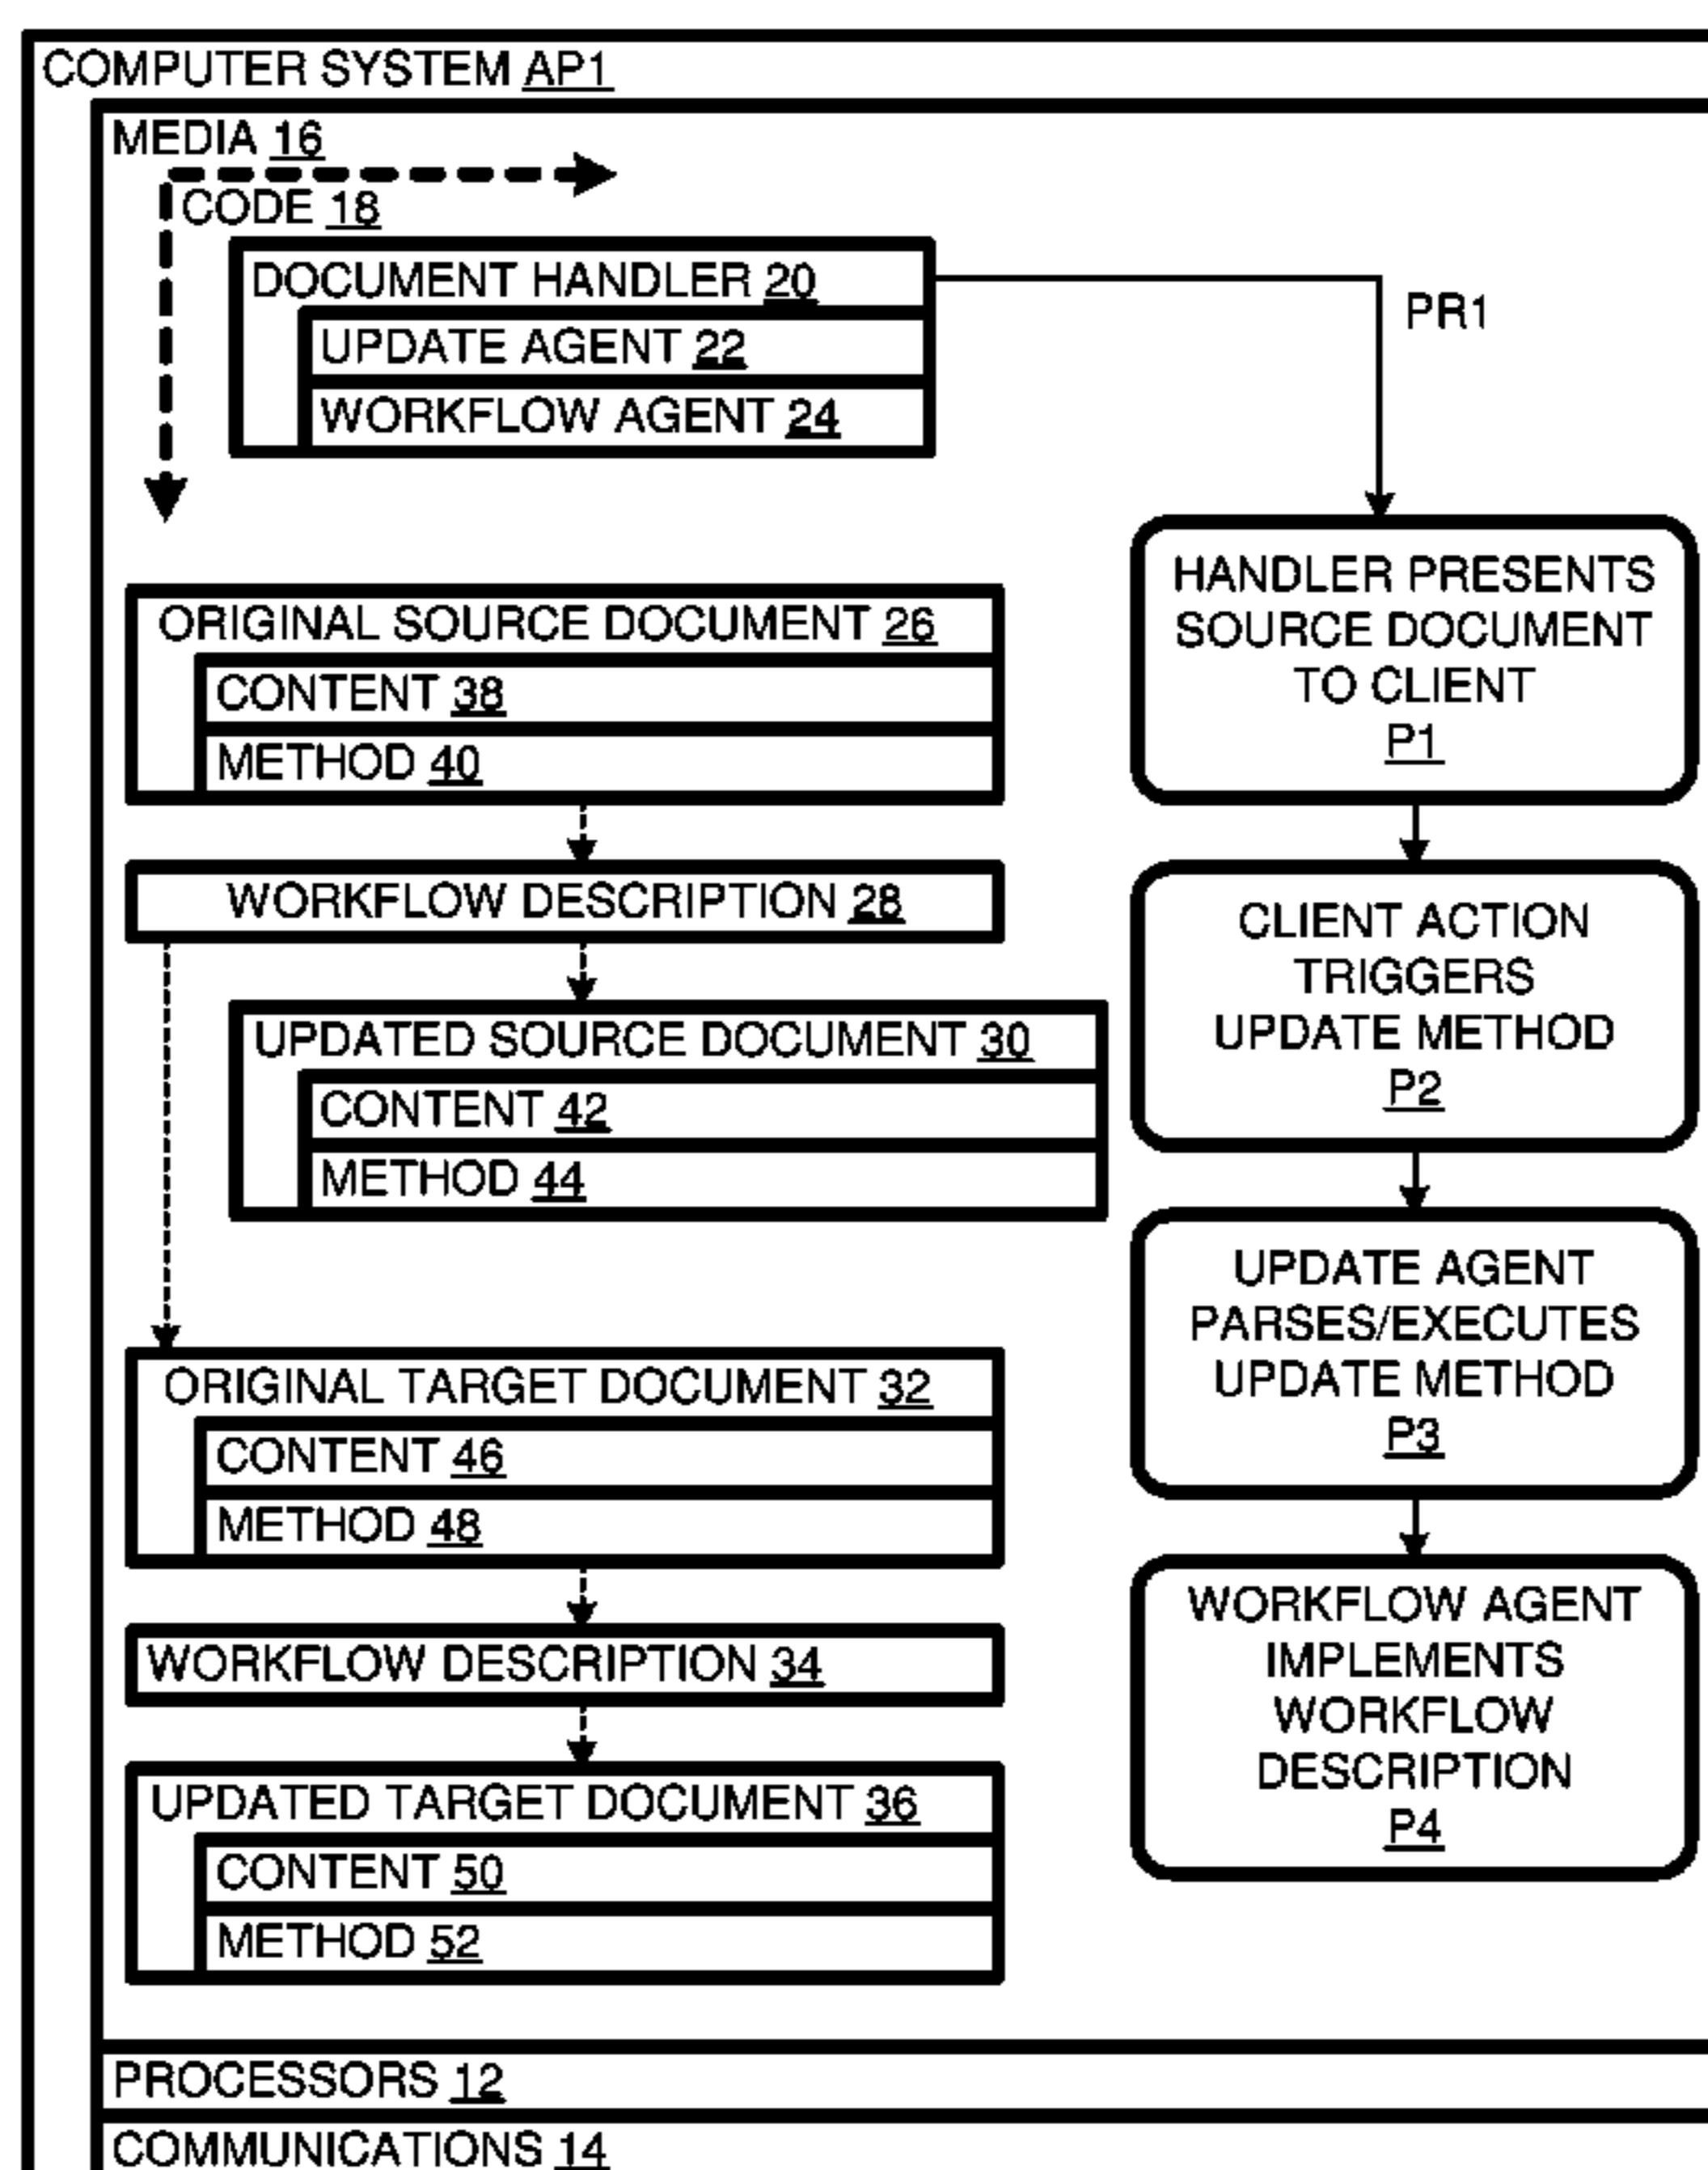 COMPUTER SYSTEM AP1
MEDIA 16
CODE 18
DOCUMENT HANDLER 20
UPDATE AGENT 22
WORKFLOW AGENT 24
ORIGINAL SOURCE DOCUMENT 26
CONTENT 38
METHOD 40
WORKFLOW DESCRIPTION 28
UPDATED SOURCE DOCUMENT 30
CONTENT 42
METHOD 44
ORIGINAL TARGET DOCUMENT 32
CONTENT 46
METHOD 48
WORKFLOW DESCRIPTION 34
UPDATED TARGET DOCUMENT 36
CONTENT 50
METHOD 52
PR1
HANDLER PRESENTS
SOURCE DOCUMENT
TO CLIENT
P1
CLIENT ACTION
TRIGGERS
UPDATE METHOD
P2
UPDATE AGENT
PARSES/EXECUTES
UPDATE METHOD
P3
WORKFLOW AGENT
IMPLEMENTS
WORKFLOW
DESCRIPTION
P4
PROCESSORS 12
COMMUNICATIONS 14